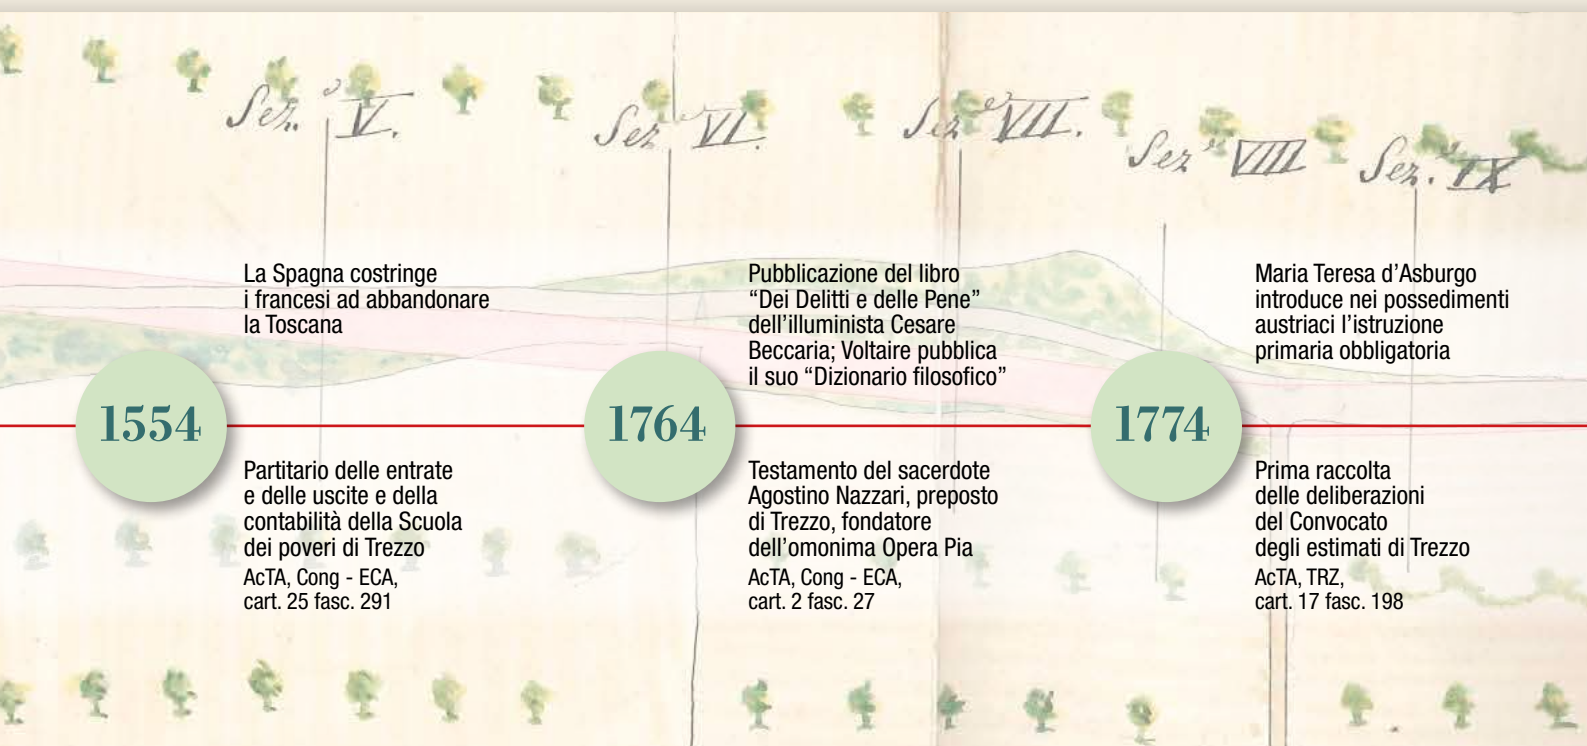 Sez.e V.
Sez.e VI.
Sez.e VII.
Sez.e VIII
Sez.e IX
La Spagna costringe
i francesi ad abbandonare
la Toscana
1554
Partitario delle entrate
e delle uscite e della
contabilità della Scuola
dei poveri di Trezzo
AcTA, Cong - ECA,
cart. 25 fasc. 291
Pubblicazione del libro
“Dei Delitti e delle Pene”
dell’illuminista Cesare
Beccaria; Voltaire pubblica
il suo “Dizionario filosofico”
1764
Testamento del sacerdote
Agostino Nazzari, preposto
di Trezzo, fondatore
dell’omonima Opera Pia
AcTA, Cong - ECA,
cart. 2 fasc. 27
Maria Teresa d’Asburgo
introduce nei possedimenti
austriaci l’istruzione
primaria obbligatoria
1774
Prima raccolta
delle deliberazioni
del Convocato
degli estimati di Trezzo
AcTA, TRZ,
cart. 17 fasc. 198